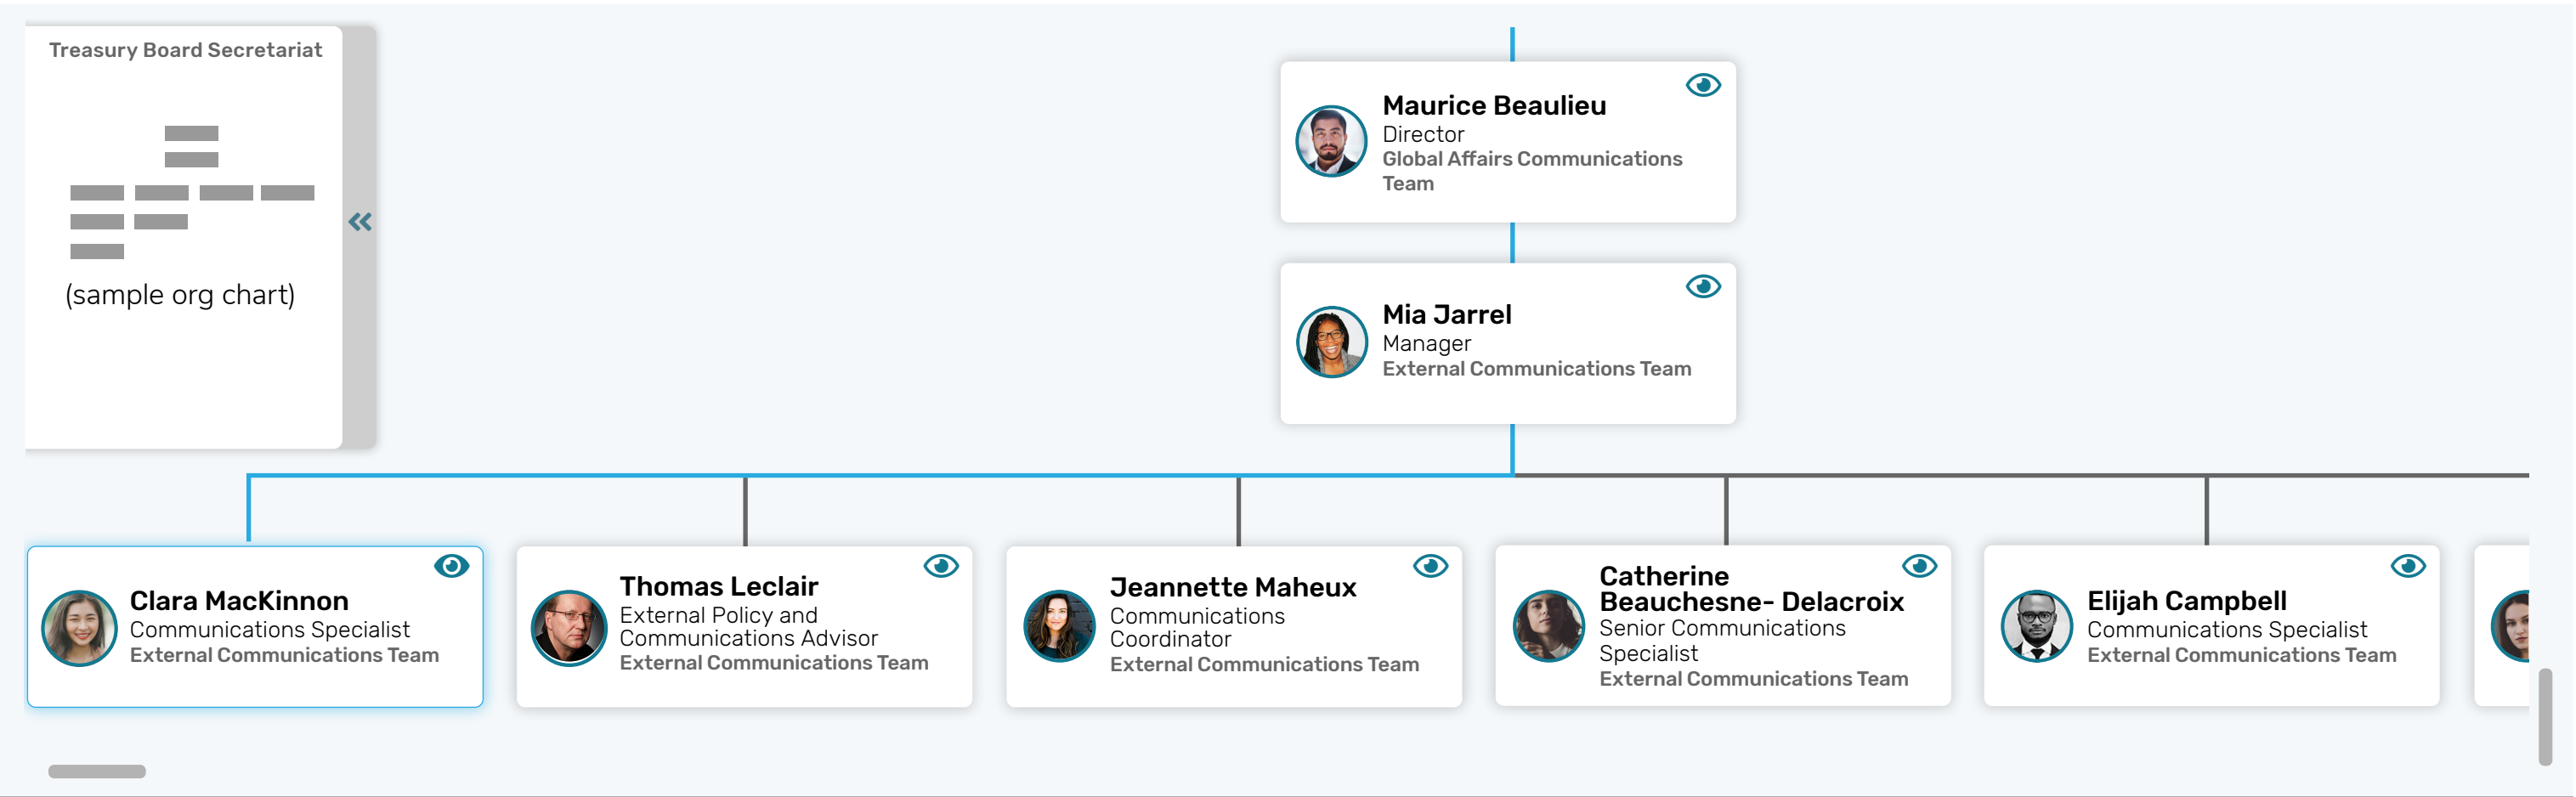 Treasury Board Secretariat
(sample org chart)
Maurice Beaulieu
Director
Global Affairs Communications
Team
Mia Jarrel
Manager
External Communications Team
Clara MacKinnon
Communications Specialist
External Communications Team
Thomas Leclair
External Policy and
Communications Advisor
External Communications Team
Jeannette Maheux
Communications
Coordinator
External Communications Team
Catherine
Beauchesne- Delacroix
Senior Communications
Specialist
External Communications Team
Elijah Campbell
Communications Specialist
External Communications Team